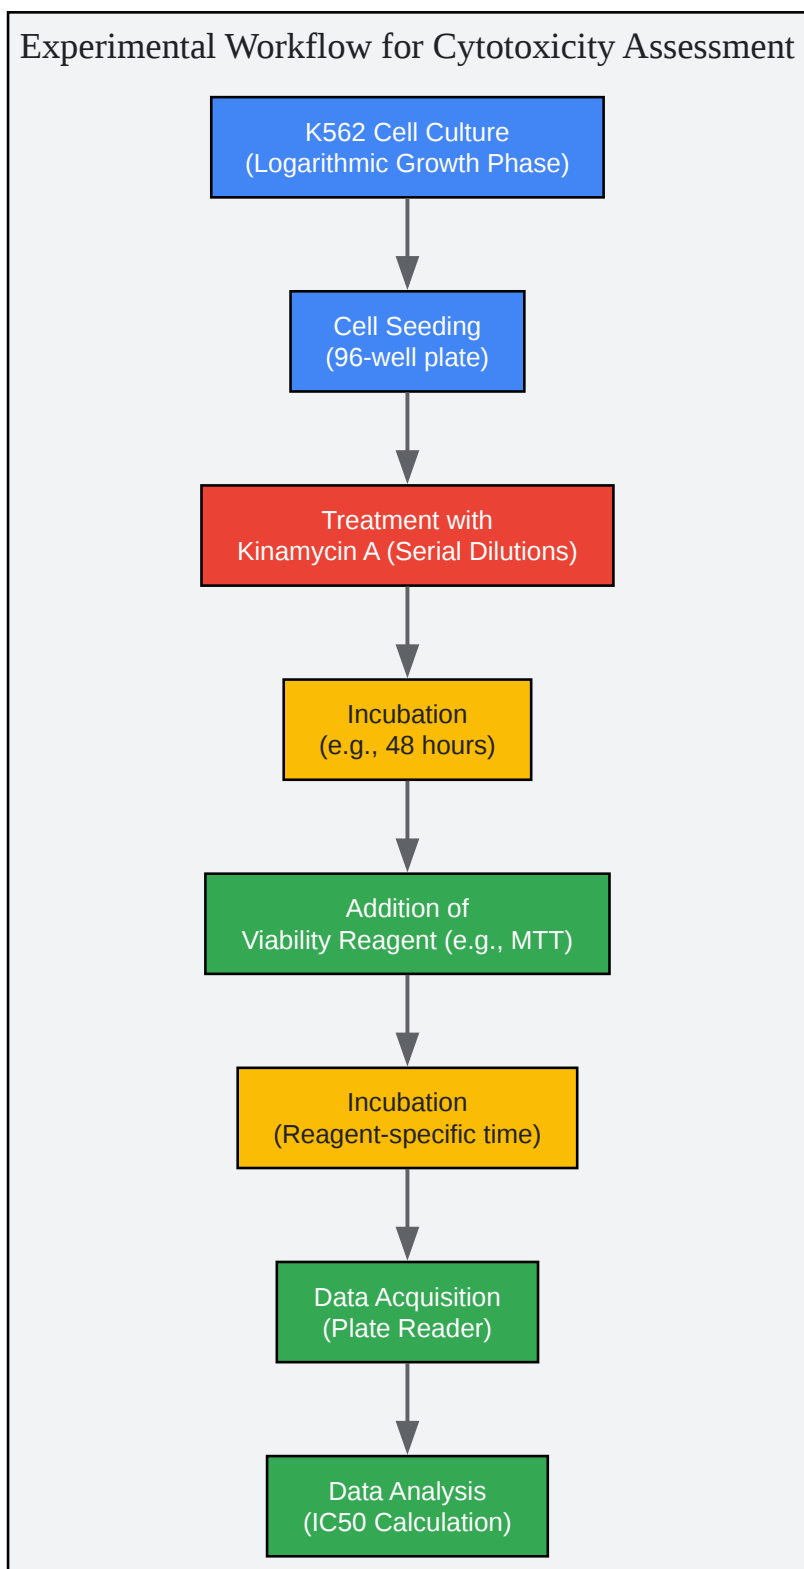 Experimental Workflow for Cytotoxicity Assessment
K562 Cell Culture
(Logarithmic Growth Phase)
Cell Seeding
(96-well plate)
Treatment with
Kinamycin A (Serial Dilutions)
Incubation
(e.g., 48 hours)
Addition of
Viability Reagent (e.g., MTT)
Incubation
(Reagent-specific time)
Data Acquisition
(Plate Reader)
Data Analysis
(IC50 Calculation)